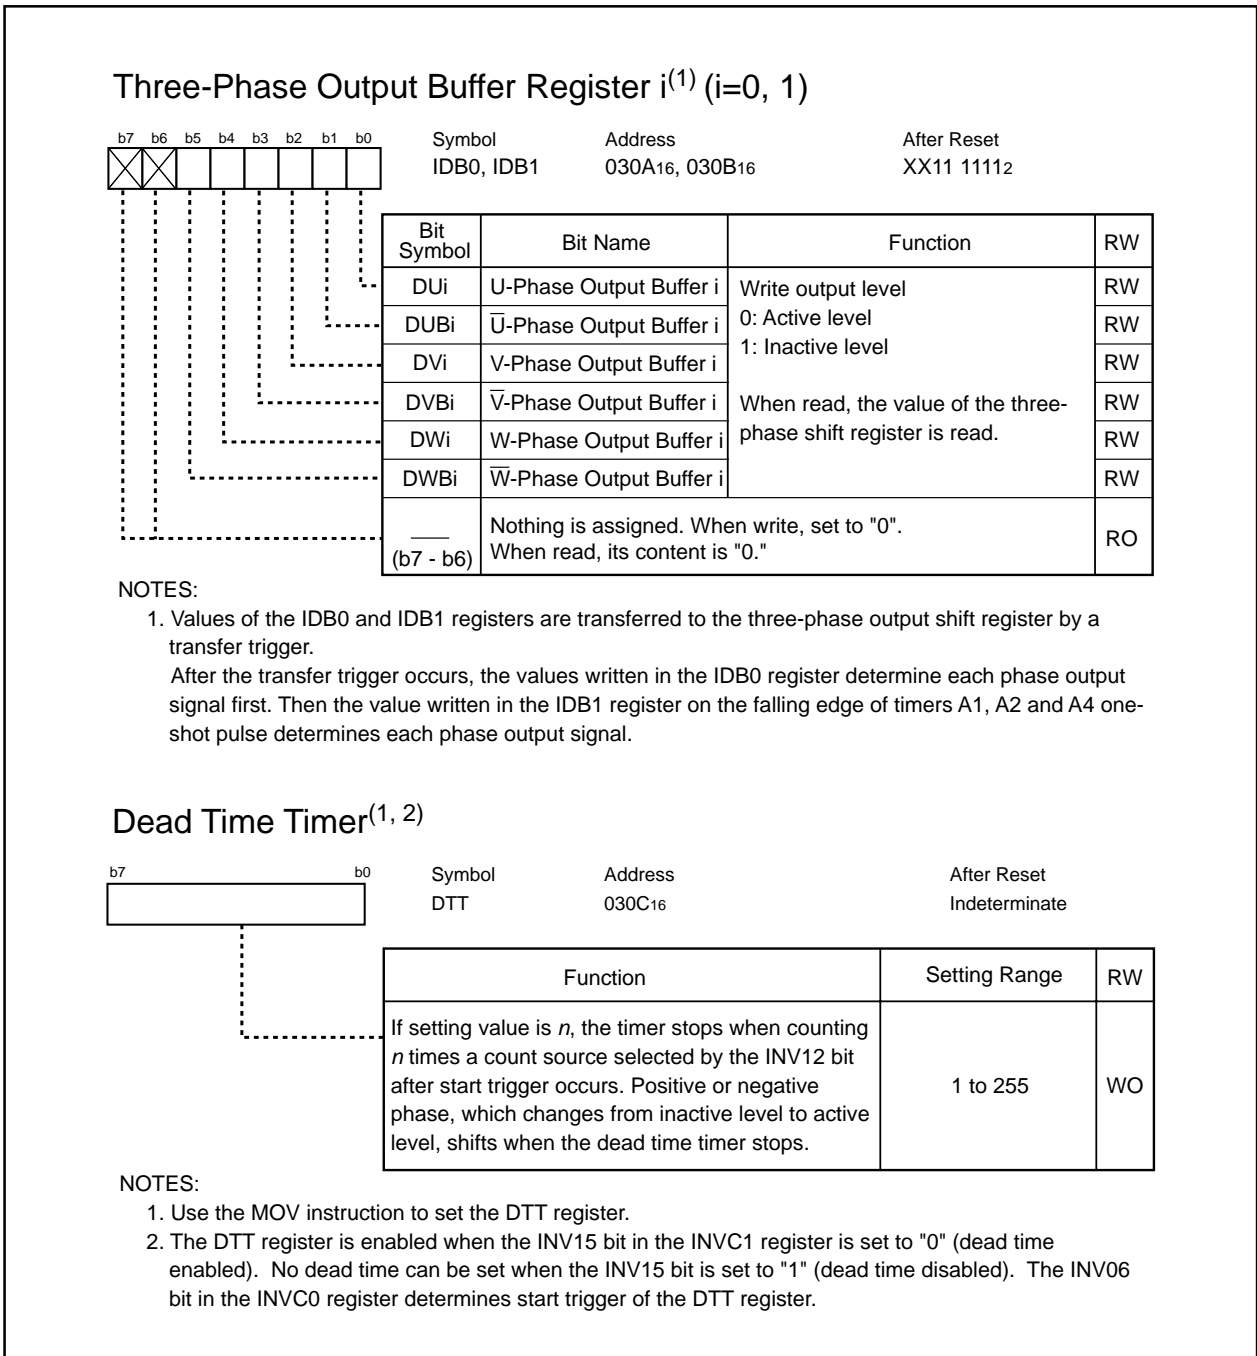 Three-Phase Output Buffer Register i(1) (i=0, 1)
b7 b6 b5 b4 b3 b2 b1 b0
Symbol Address After Reset
IDB0, IDB1 030A16, 030B16 XX11 11112
Bit Symbol Bit Name Function RW
DUi U-Phase Output Buffer i Write output level RW
DUBi U̅-Phase Output Buffer i 0: Active level RW
1: Inactive level
DVi V-Phase Output Buffer i RW
DVBi V̅-Phase Output Buffer i When read, the value of the three- RW
DWi W-Phase Output Buffer i phase shift register is read. RW
DWBi W̅-Phase Output Buffer i RW
Nothing is assigned. When write, set to "0".
(b7 - b6) When read, its content is "0." RO
NOTES:
1. Values of the IDB0 and IDB1 registers are transferred to the three-phase output shift register by a
transfer trigger.
After the transfer trigger occurs, the values written in the IDB0 register determine each phase output
signal first. Then the value written in the IDB1 register on the falling edge of timers A1, A2 and A4 one-
shot pulse determines each phase output signal.
Dead Time Timer(1, 2)
b7 b0
Symbol Address After Reset
DTT 030C16 Indeterminate
Function Setting Range RW
If setting value is n, the timer stops when counting
n times a count source selected by the INV12 bit
after start trigger occurs. Positive or negative
phase, which changes from inactive level to active
level, shifts when the dead time timer stops.
1 to 255 WO
NOTES:
1. Use the MOV instruction to set the DTT register.
2. The DTT register is enabled when the INV15 bit in the INVC1 register is set to "0" (dead time
enabled). No dead time can be set when the INV15 bit is set to "1" (dead time disabled). The INV06
bit in the INVC0 register determines start trigger of the DTT register.